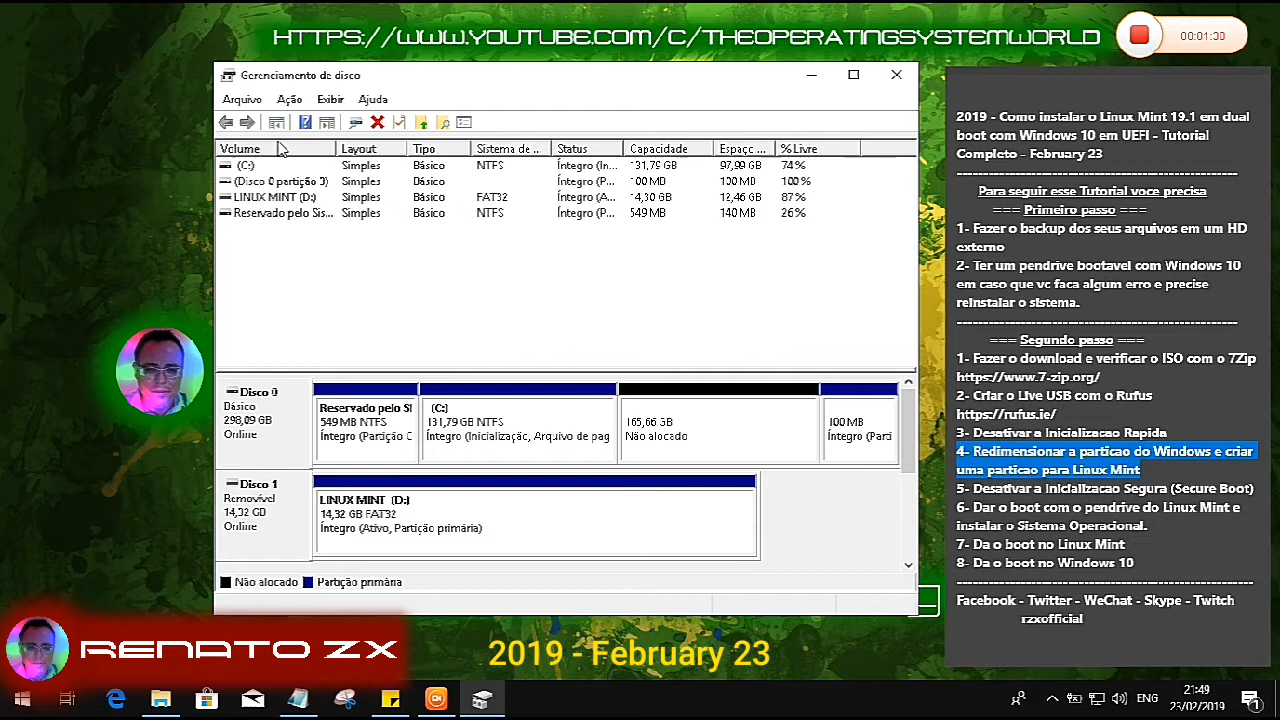 HTTPS://WWW.YOUTUBE.COM/C/THEOPERATINGSYSTEMWORLD
00:01:30
Gerenciamento de disco
Arquivo Ação Exibir Ajuda
Volume Layout Tipo Sistema de ... Status Capacidade Espaço ... % Livre
(C:) Simples Básico NTFS Íntegro (In... 131,79 GB 97,99 GB 74 %
(Disco 0 partição 3) Simples Básico Íntegro (P... 100 MB 100 MB 100 %
LINUX MINT (D:) Simples Básico FAT32 Íntegro (A... 14,30 GB 12,46 GB 87 %
Reservado pelo Sis... Simples Básico NTFS Íntegro (P... 549 MB 140 MB 26 %
Disco 0
Básico
298,09 GB
Online
Reservado pelo Si
549 MB NTFS
Íntegro (Partição C
(C:)
131,79 GB NTFS
Íntegro (Inicializaçã, Arquivo de pag
165,66 GB
Não alocado
100 MB
Íntegro (Parti
Disco 1
Removível
14,32 GB
Online
LINUX MINT (D:)
14,32 GB FAT32
Íntegro (Ativo, Partição primária)
Não alocado Partição primária
2019 - Como instalar o Linux Mint 19.1 em dual
boot com Windows 10 em UEFI - Tutorial
Completo - February 23
Para seguir esse Tutorial voce precisa
=== Primeiro passo ===
1- Fazer o backup dos seus arquivos em um HD
externo
2- Ter um pendrive bootavel com Windows 10
em caso que vc faca algum erro e precise
reinstalar o sistema.
=== Segundo passo ===
1- Fazer o download e verificar o ISO com o 7Zip
https://www.7-zip.org/
2- Criar o Live USB com o Rufus
https://rufus.ie/
3- Desativar a Inicializacao Rapida
4- Redimensionar a particao do Windows e criar
uma particao para Linux Mint
5- Desativar a Inicializacao Segura (Secure Boot)
6- Dar o boot com o pendrive do Linux Mint e
instalar o Sistema Operacional.
7- Da o boot no Linux Mint
8- Da o boot no Windows 10
Facebook - Twitter - WeChat - Skype - Twitch
rzxofficial
RENATO ZX
2019 - February 23
ENG
21:49
23/02/2019
1